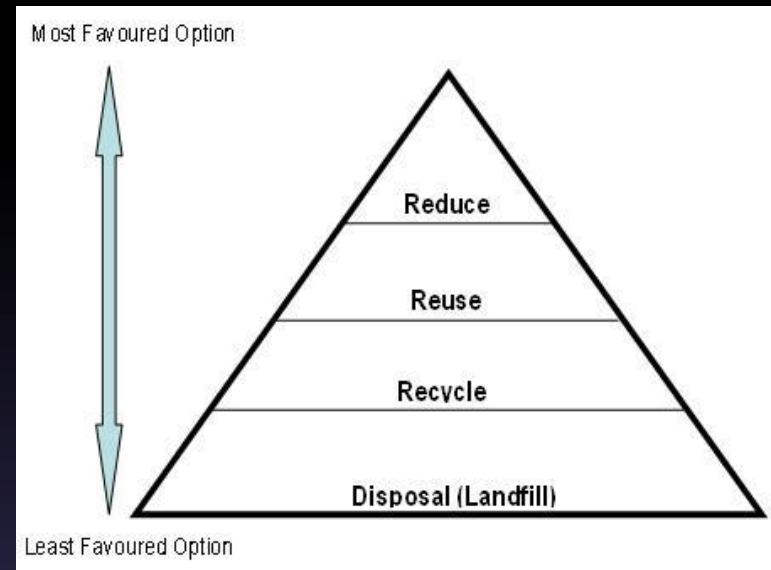 Most Favoured Option
Reduce
Reuse
Recycle
Disposal (Landfill)
Least Favoured Option